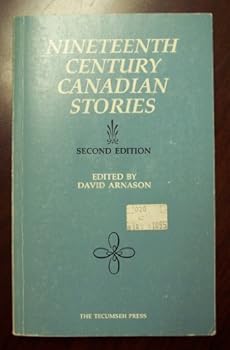 NINETEENTH
CENTURY
CANADIAN
STORIES
SECOND EDITION
EDITED BY
DAVID ARNASON
THE TECUMSEH PRESS